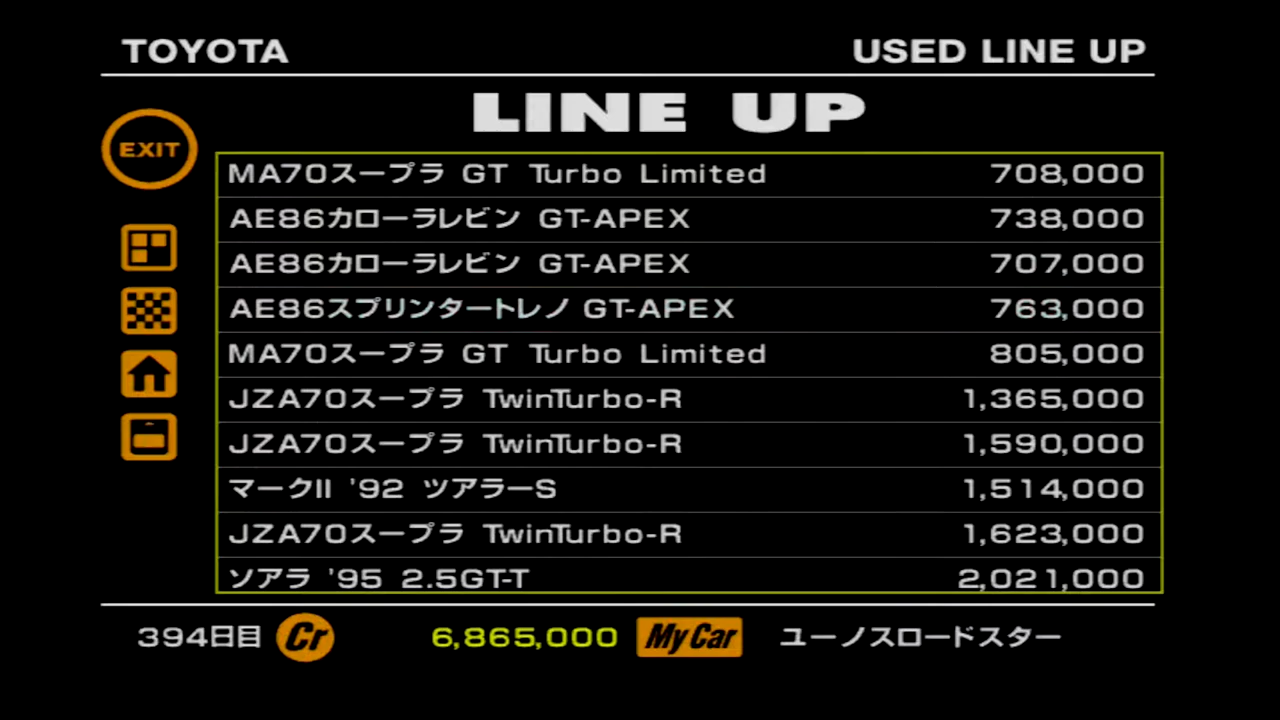 TOYOTA USED LINE UP
LINE UP
EXIT
MA70スープラ GT Turbo Limited 708,000
AE86カローラレビン GT-APEX 738,000
AE86カローラレビン GT-APEX 707,000
AE86スプリンタートレノ GT-APEX 763,000
MA70スープラ GT Turbo Limited 805,000
JZA70スープラ TwinTurbo-R 1,365,000
JZA70スープラ TwinTurbo-R 1,590,000
マークII '92 ツアラーS 1,514,000
JZA70スープラ TwinTurbo-R 1,623,000
ソアラ '95 2.5GT-T 2,021,000
394日目 Cr 6,865,000 My Car ユーノスロードスター